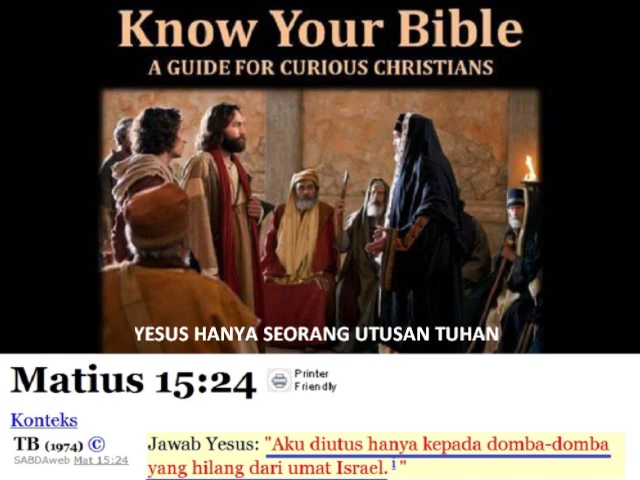 Know Your Bible
A GUIDE FOR CURIOUS CHRISTIANS
YESUS HANYA SEORANG UTUSAN TUHAN
Matius 15:24 Printer Friendly
Konteks
TB (1974) © Jawab Yesus: "Aku diutus hanya kepada domba-domba
SABDAweb Mat 15:24 yang hilang dari umat Israel. i "